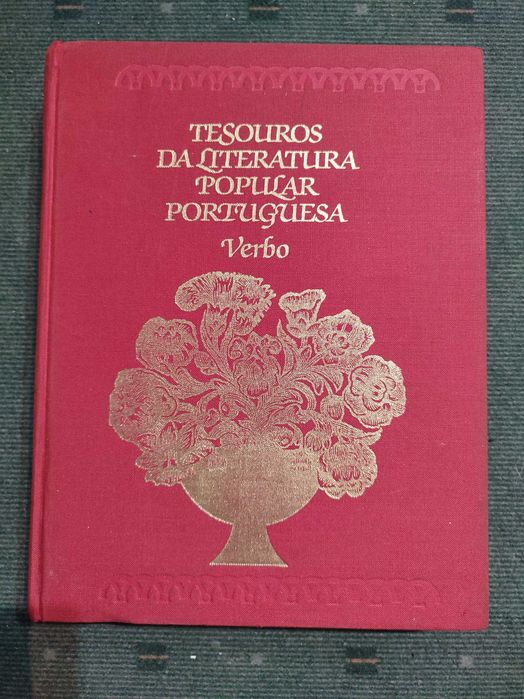 TESOUROS
DA LITERATURA
POPULAR
PORTUGUESA
Verbo